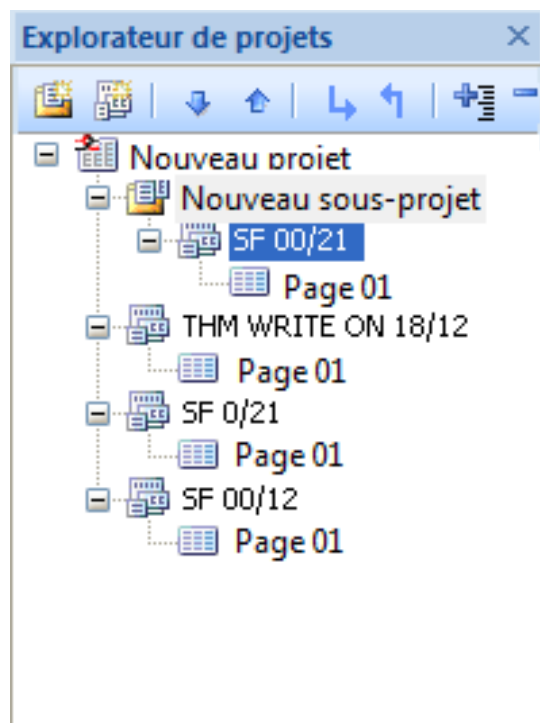 Explorateur de projets
Nouveau projet
Nouveau sous-projet
SF 00/21
Page 01
THM WRITE ON 18/12
Page 01
SF 0/21
Page 01
SF 00/12
Page 01